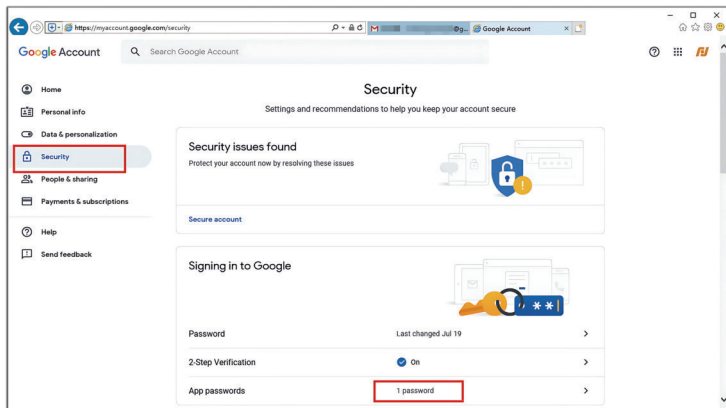 https://myaccount.google.com/security
Google Account
Google Account
Search Google Account
Home
Personal info
Data & personalization
Security
People & sharing
Payments & subscriptions
Help
Send feedback
Security
Settings and recommendations to help you keep your account secure
Security issues found
Protect your account now by resolving these issues
Secure account
Signing in to Google
**
Password
Last changed Jul 19
2-Step Verification
On
App passwords
1 password